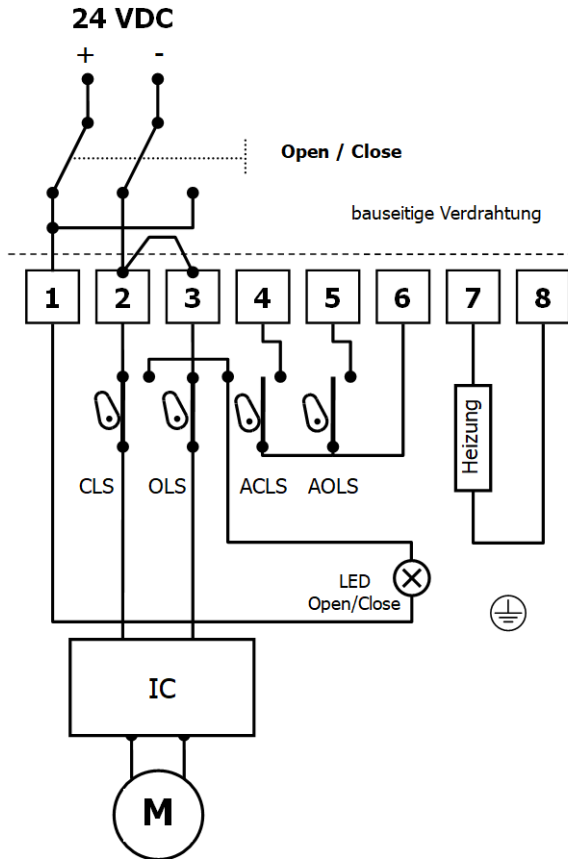 24 VDC
+ -
Open / Close
bauseitige Verdrahtung
1 2 3 4 5 6 7 8
Heizung
CLS OLS ACLS AOLS
LED
Open/Close
IC
M